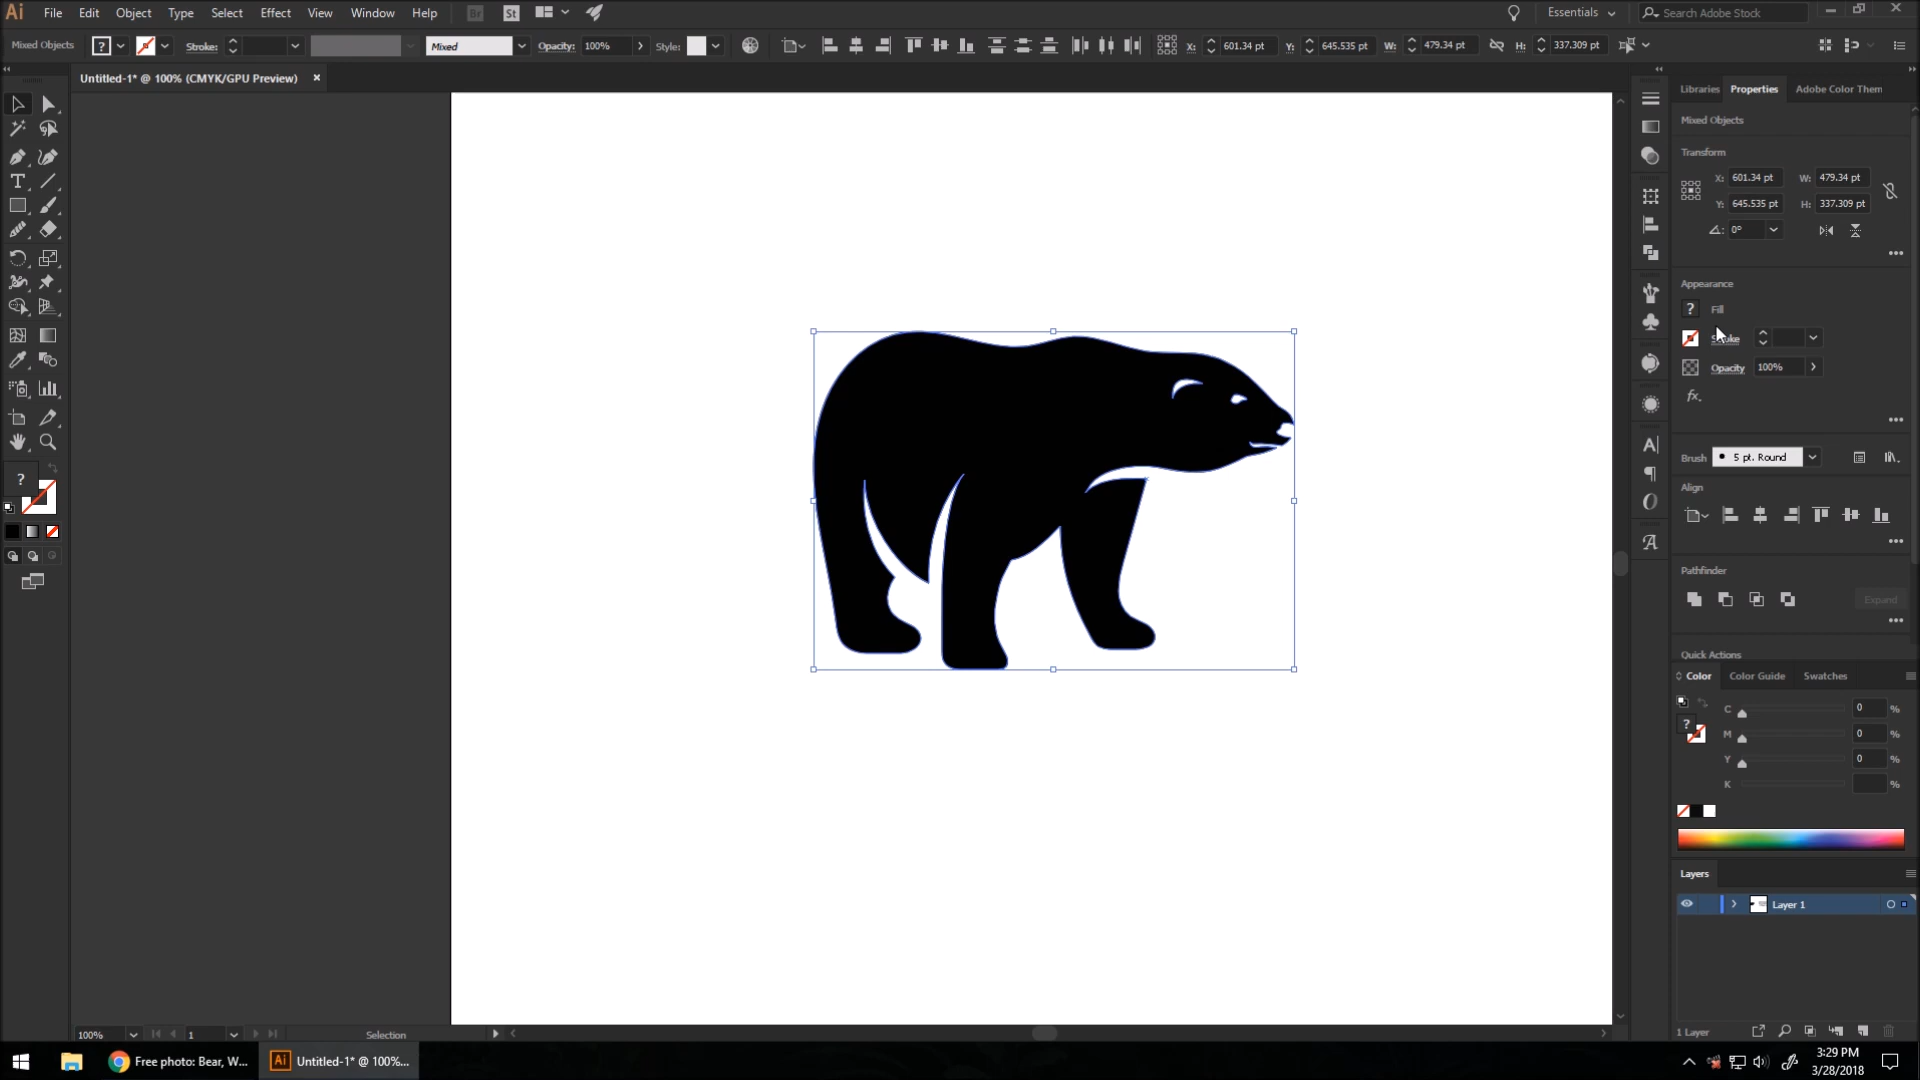 Ai File Edit Object Type Select Effect View Window Help Br St Essentials Search Adobe Stock
Mixed Objects ? Stroke: Mixed Opacity: 100% Style: X: 601.34 pt Y: 645.535 pt W: 479.34 pt H: 337.309 pt
Untitled-1* @ 100% (CMYK/GPU Preview)
Libraries Properties Adobe Color Them
Mixed Objects
Transform
X: 601.34 pt W: 479.34 pt
Y: 645.535 pt H: 337.309 pt
0°
Appearance
? Fill
Stroke
Opacity 100%
fx.
Brush 5 pt. Round
Align
Pathfinder
Expand
Quick Actions
Color Color Guide Swatches
C 0 %
? M 0 %
Y 0 %
K %
Layers
Layer 1
1 Layer
?
100% 1 Selection
Free photo: Bear, W... Ai Untitled-1* @ 100%...
3:29 PM
3/28/2018